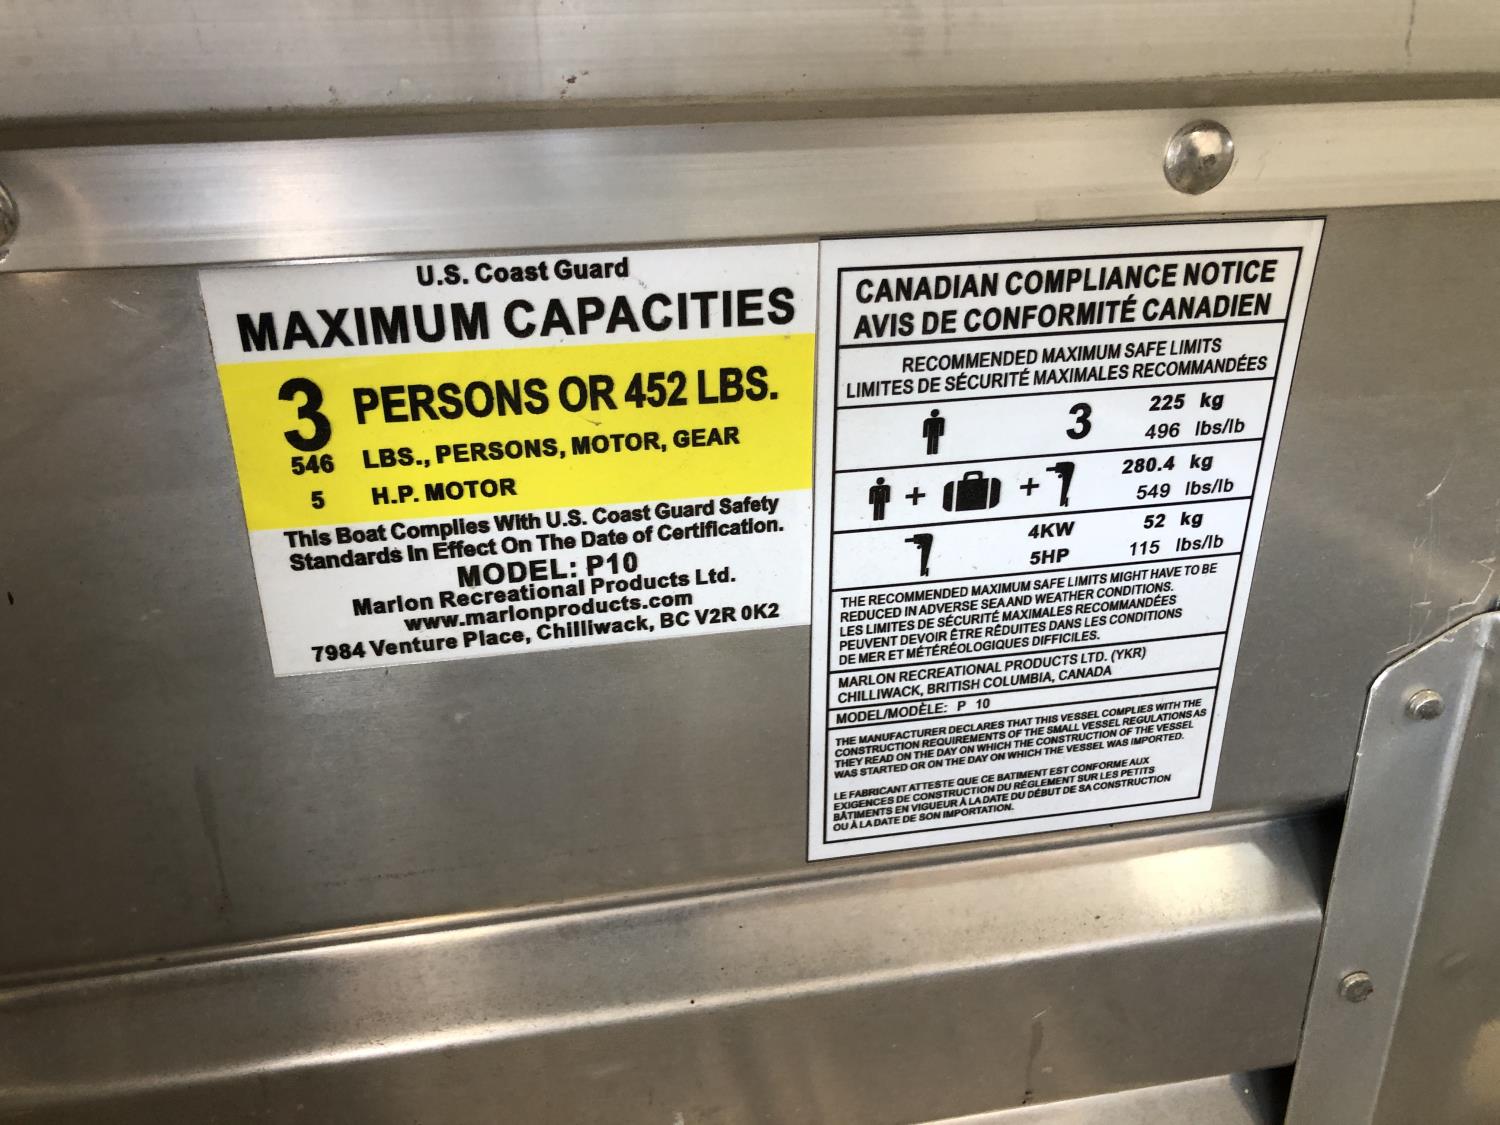 U.S. Coast Guard
MAXIMUM CAPACITIES
3 PERSONS OR 452 LBS.
546 LBS., PERSONS, MOTOR, GEAR
5 H.P. MOTOR
This Boat Complies With U.S. Coast Guard Safety
Standards In Effect On The Date of Certification.
MODEL: P10
Marlon Recreational Products Ltd.
www.marlonproducts.com
7984 Venture Place, Chilliwack, BC V2R 0K2
CANADIAN COMPLIANCE NOTICE
AVIS DE CONFORMITÉ CANADIEN
RECOMMENDED MAXIMUM SAFE LIMITS
LIMITES DE SÉCURITÉ MAXIMALES RECOMMANDÉES
3 225 kg
496 lbs/lb
+ + 280.4 kg
549 lbs/lb
4KW 52 kg
5HP 115 lbs/lb
THE RECOMMENDED MAXIMUM SAFE LIMITS MIGHT HAVE TO BE
REDUCED IN ADVERSE SEA AND WEATHER CONDITIONS.
LES LIMITES DE SÉCURITÉ MAXIMALES RECOMMANDÉES
PEUVENT DEVOIR ÊTRE RÉDUITES DANS LES CONDITIONS
DE MER ET MÉTÉRÉOLOGIQUES DIFFICILES.
MARLON RECREATIONAL PRODUCTS LTD. (YKR)
CHILLIWACK, BRITISH COLUMBIA, CANADA
MODEL/MODÈLE: P 10
THE MANUFACTURER DECLARES THAT THIS VESSEL COMPLIES WITH THE
CONSTRUCTION REQUIREMENTS OF THE SMALL VESSEL REGULATIONS AS
THEY READ ON THE DAY ON WHICH THE CONSTRUCTION OF THE VESSEL
WAS STARTED OR ON THE DAY ON WHICH THE VESSEL WAS IMPORTED.
LE FABRICANT ATTESTE QUE CE BATIMENT EST CONFORME AUX
EXIGENCES DE CONSTRUCTION DU RÈGLEMENT SUR LES PETITS
BÂTIMENTS EN VIGUEUR À LA DATE DU DÉBUT DE SA CONSTRUCTION
OU À LA DATE DE SON IMPORTATION.